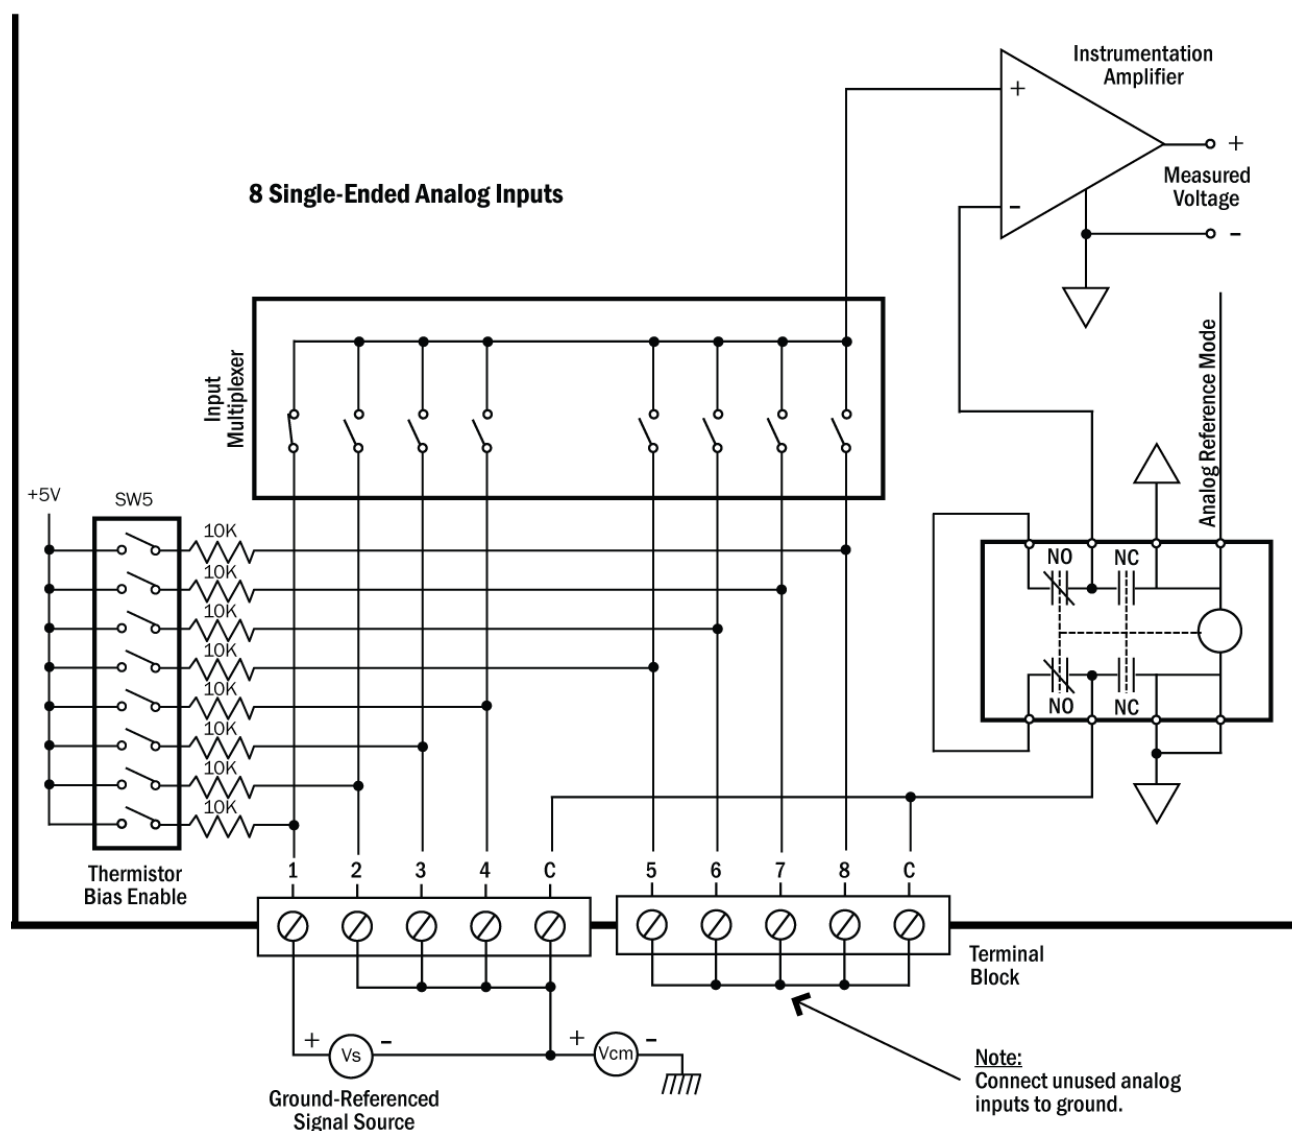 Instrumentation
Amplifier
+
+
-
Measured
Voltage
-
8 Single-Ended Analog Inputs
Input
Multiplexer
Analog Reference Mode
+5V
SW5
10K
10K
10K
10K
10K
10K
10K
10K
NO
NC
NO
NC
Thermistor
Bias Enable
1
2
3
4
C
5
6
7
8
C
Terminal
Block
+
Vs
-
+
Vcm
-
Ground-Referenced
Signal Source
Note:
Connect unused analog
inputs to ground.